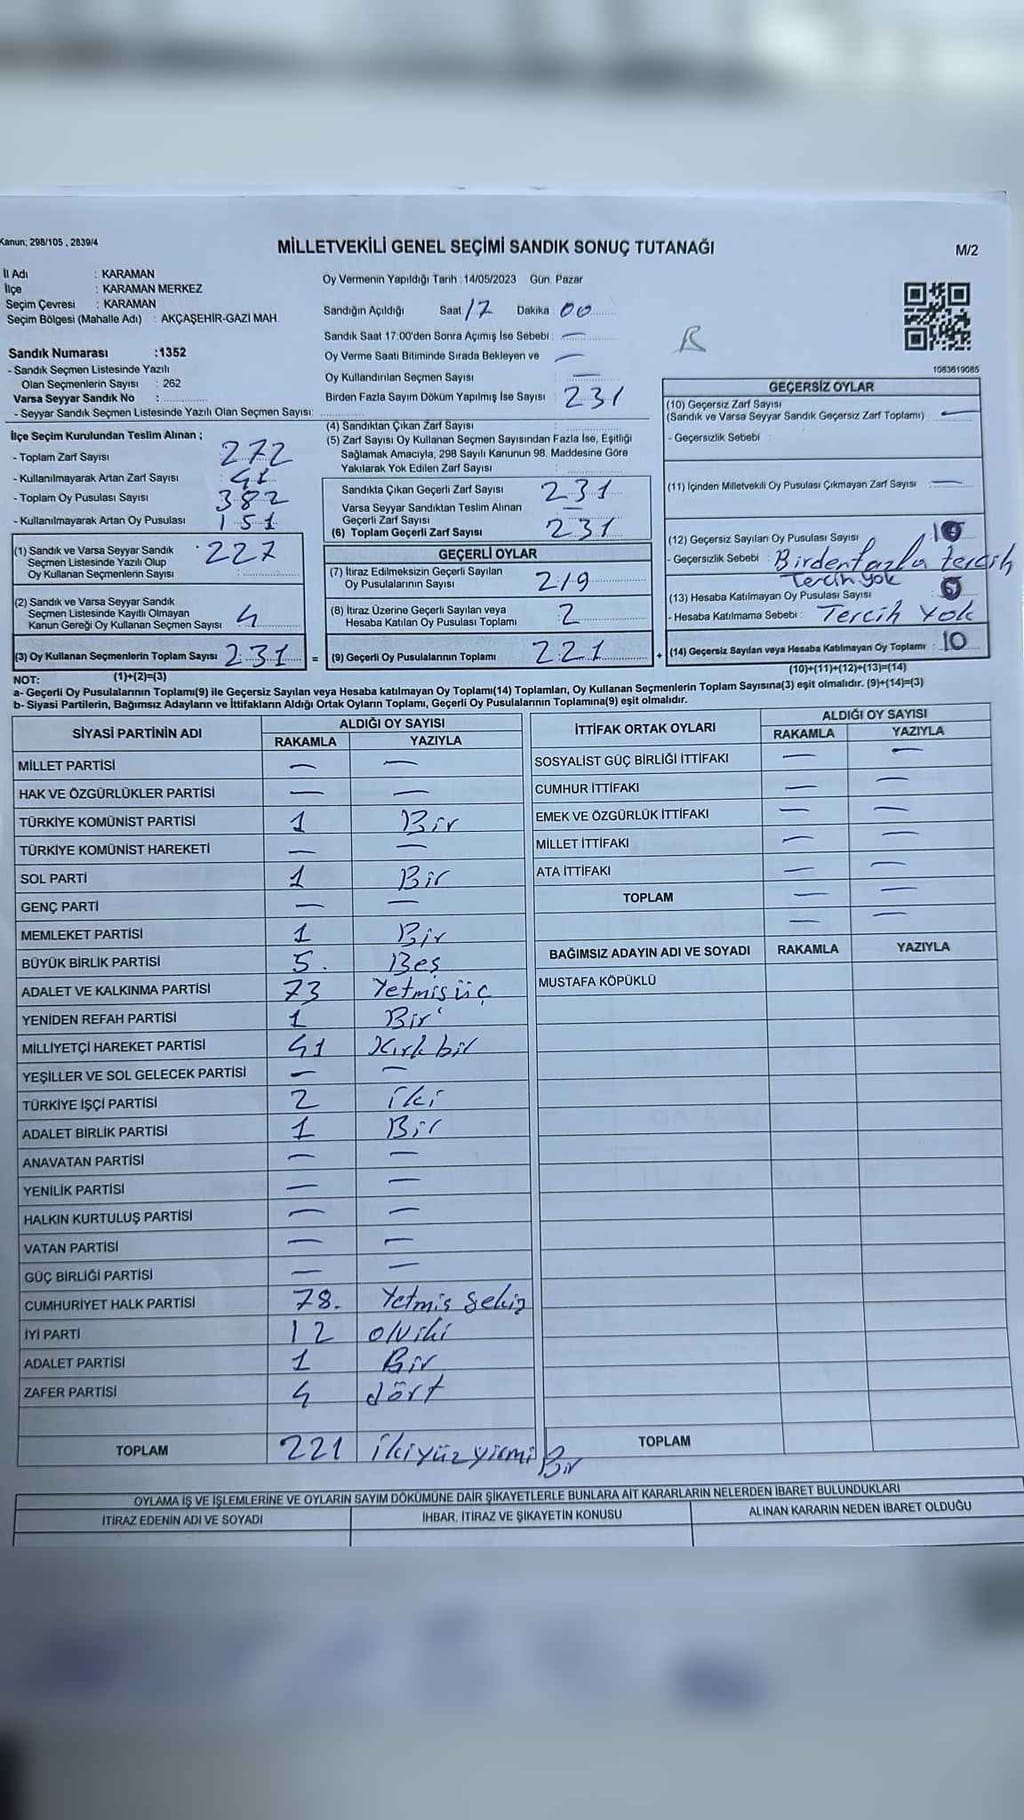 Kanun; 298/105 , 2839/4
MİLLETVEKİLİ GENEL SEÇİMİ SANDIK SONUÇ TUTANAĞI
M/2
İl Adı : KARAMAN
İlçe : KARAMAN MERKEZ
Seçim Çevresi : KARAMAN
Seçim Bölgesi (Mahalle Adı) : AKÇAŞEHİR-GAZİ MAH.
Sandık Numarası :1352
- Sandık Seçmen Listesinde Yazılı
Olan Seçmenlerin Sayısı : 262
Varsa Seyyar Sandık No :
- Seyyar Sandık Seçmen Listesinde Yazılı Olan Seçmen Sayısı:
Oy Vermenin Yapıldığı Tarih :14/05/2023 Gün: Pazar
Sandığın Açıldığı Saat 17 Dakika 00
Sandık Saat 17:00'den Sonra Açımış İse Sebebi : —
Oy Verme Saati Bitiminde Sırada Bekleyen ve —
Oy Kullandırılan Seçmen Sayısı —
Birden Fazla Sayım Döküm Yapılmış İse Sayısı 231
1083619085
İlçe Seçim Kurulundan Teslim Alınan ;
- Toplam Zarf Sayısı 272
- Kullanılmayarak Artan Zarf Sayısı 41
- Toplam Oy Pusulası Sayısı 382
- Kullanılmayarak Artan Oy Pusulası 151
(1) Sandık ve Varsa Seyyar Sandık 227
Seçmen Listesinde Yazılı Olup
Oy Kullanan Seçmenlerin Sayısı
(2) Sandık ve Varsa Seyyar Sandık
Seçmen Listesinde Kayıtlı Olmayan
Kanun Gereği Oy Kullanan Seçmen Sayısı 4
(3) Oy Kullanan Seçmenlerin Toplam Sayısı 231 =
(1)+(2)=(3)
(4) Sandıktan Çıkan Zarf Sayısı
(5) Zarf Sayısı Oy Kullanan Seçmen Sayısından Fazla İse, Eşitliği
Sağlamak Amacıyla, 298 Sayılı Kanunun 98. Maddesine Göre
Yakılarak Yok Edilen Zarf Sayısı
Sandıkta Çıkan Geçerli Zarf Sayısı 231
Varsa Seyyar Sandıktan Teslim Alınan
Geçerli Zarf Sayısı —
(6) Toplam Geçerli Zarf Sayısı 231
GEÇERLİ OYLAR
(7) İtiraz Edilmeksizin Geçerli Sayılan
Oy Pusulalarının Sayısı 219
(8) İtiraz Üzerine Geçerli Sayılan veya
Hesaba Katılan Oy Pusulası Toplamı 2
(9) Geçerli Oy Pusulalarının Toplamı 221 +
GEÇERSİZ OYLAR
(10) Geçersiz Zarf Sayısı
(Sandık ve Varsa Seyyar Sandık Geçersiz Zarf Toplamı) —
- Geçersizlik Sebebi :
(11) İçinden Milletvekili Oy Pusulası Çıkmayan Zarf Sayısı —
(12) Geçersiz Sayılan Oy Pusulası Sayısı
- Geçersizlik Sebebi : Birden fazla tercih
Tercih yok
(13) Hesaba Katılmayan Oy Pusulası Sayısı :
- Hesaba Katılmama Sebebi : Tercih yok
(14) Geçersiz Sayılan veya Hesaba Katılmayan Oy Toplamı : 10
(10)+(11)+(12)+(13)=(14)
NOT:
a- Geçerli Oy Pusulalarının Toplamı(9) ile Geçersiz Sayılan veya Hesaba katılmayan Oy Toplamı(14) Toplamları, Oy Kullanan Seçmenlerin Toplam Sayısına(3) eşit olmalıdır. (9)+(14)=(3)
b- Siyasi Partilerin, Bağımsız Adayların ve İttifakların Aldığı Ortak Oyların Toplamı, Geçerli Oy Pusulalarının Toplamına(9) eşit olmalıdır.
SİYASİ PARTİNİN ADI ALDIĞI OY SAYISI
RAKAMLA YAZIYLA
MİLLET PARTİSİ — —
HAK VE ÖZGÜRLÜKLER PARTİSİ — —
TÜRKİYE KOMÜNİST PARTİSİ 1 Bir
TÜRKİYE KOMÜNİST HAREKETİ — —
SOL PARTİ 1 Bir
GENÇ PARTİ — —
MEMLEKET PARTİSİ 1 Bir
BÜYÜK BİRLİK PARTİSİ 5. Beş
ADALET VE KALKINMA PARTİSİ 73 Yetmişüç
YENİDEN REFAH PARTİSİ 1 Bir
MİLLİYETÇİ HAREKET PARTİSİ 41 Kırk bir
YEŞİLLER VE SOL GELECEK PARTİSİ — —
TÜRKİYE İŞÇİ PARTİSİ 2 iki
ADALET BİRLİK PARTİSİ 1 Bir
ANAVATAN PARTİSİ — —
YENİLİK PARTİSİ — —
HALKIN KURTULUŞ PARTİSİ — —
VATAN PARTİSİ — —
GÜÇ BİRLİĞİ PARTİSİ — —
CUMHURİYET HALK PARTİSİ 78. Yetmiş sekiz
İYİ PARTİ 12 ON iki
ADALET PARTİSİ 1 Bir
ZAFER PARTİSİ 4 dört
TOPLAM 221 ikiyüzyirmi Bir
İTTİFAK ORTAK OYLARI ALDIĞI OY SAYISI
RAKAMLA YAZIYLA
SOSYALİST GÜÇ BİRLİĞİ İTTİFAKI — —
CUMHUR İTTİFAKI — —
EMEK VE ÖZGÜRLÜK İTTİFAKI — —
MİLLET İTTİFAKI — —
ATA İTTİFAKI — —
TOPLAM — —
— —
BAĞIMSIZ ADAYIN ADI VE SOYADI RAKAMLA YAZIYLA
MUSTAFA KÖPÜKLÜ
TOPLAM
OYLAMA İŞ VE İŞLEMLERİNE VE OYLARIN SAYIM DÖKÜMÜNE DAİR ŞİKAYETLERLE BUNLARA AİT KARARLARIN NELERDEN İBARET BULUNDUKLARI
İTİRAZ EDENİN ADI VE SOYADI İHBAR, İTİRAZ VE ŞİKAYETİN KONUSU ALINAN KARARIN NEDEN İBARET OLDUĞU